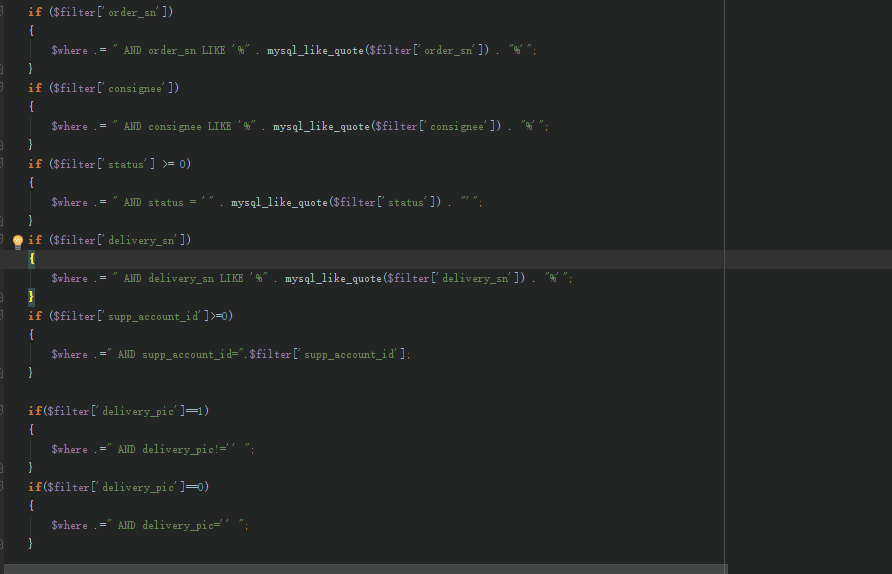 if ($filter['order_sn'])
{
$where .= " AND order_sn LIKE '%" . mysql_like_quote($filter['order_sn']) . "%'";
}
if ($filter['consignee'])
{
$where .= " AND consignee LIKE '%" . mysql_like_quote($filter['consignee']) . "%'";
}
if ($filter['status'] >= 0)
{
$where .= " AND status = '" . mysql_like_quote($filter['status']) . "'";
}
if ($filter['delivery_sn'])
{
$where .= " AND delivery_sn LIKE '%" . mysql_like_quote($filter['delivery_sn']) . "%'";
}
if ($filter['supp_account_id']>=0)
{
$where .=" AND supp_account_id=".$filter['supp_account_id'];
}
if($filter['delivery_pic']==1)
{
$where .=" AND delivery_pic!='' ";
}
if($filter['delivery_pic']==0)
{
$where .=" AND delivery_pic='' ";
}